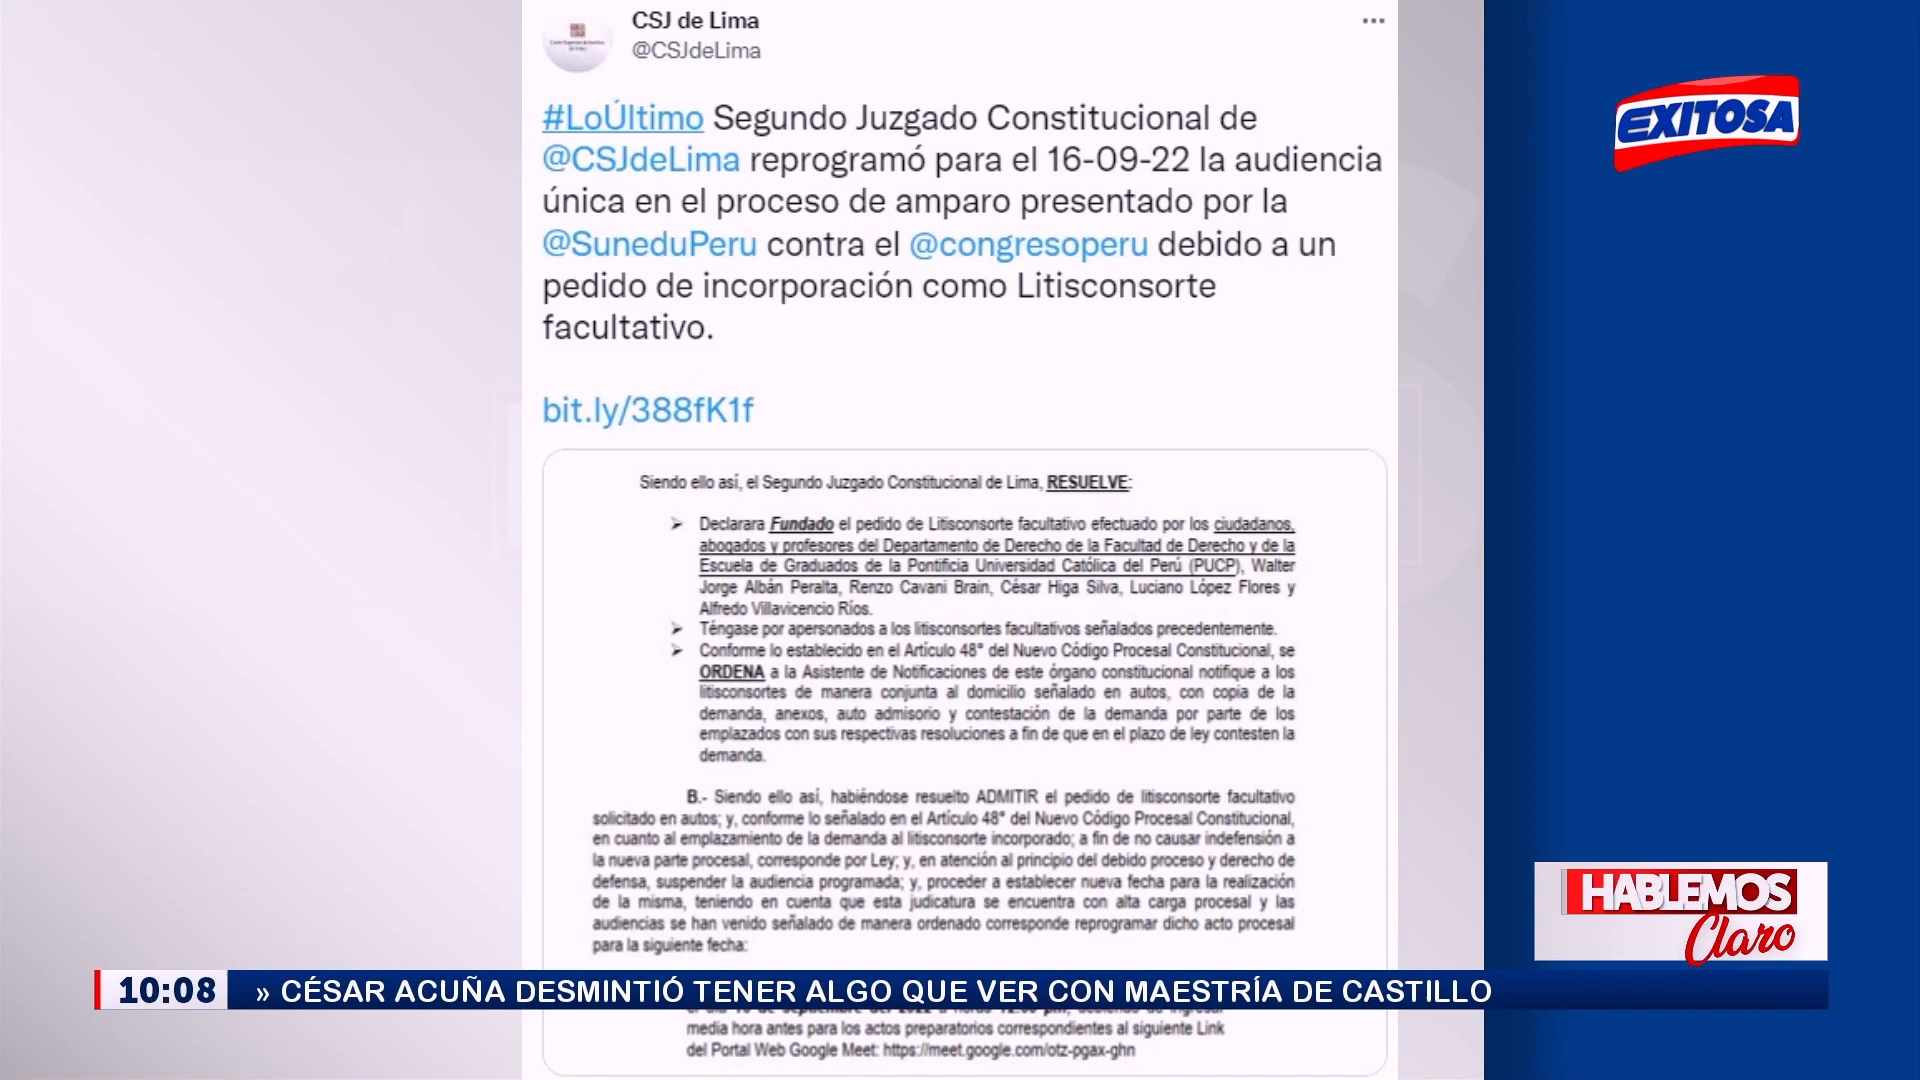 CSJ de Lima
@CSJdeLima
#LoÚltimo Segundo Juzgado Constitucional de
@CSJdeLima reprogramó para el 16-09-22 la audiencia
única en el proceso de amparo presentado por la
@SuneduPeru contra el @congresoperu debido a un
pedido de incorporación como Litisconsorte
facultativo.
bit.ly/388fK1f
Siendo ello así, el Segundo Juzgado Constitucional de Lima, RESUELVE:
➢ Declarara Fundado el pedido de Litisconsorte facultativo efectuado por los ciudadanos,
abogados y profesores del Departamento de Derecho de la Facultad de Derecho y de la
Escuela de Graduados de la Pontificia Universidad Católica del Perú (PUCP), Walter
Jorge Albán Peralta, Renzo Cavani Brain, César Higa Silva, Luciano López Flores y
Alfredo Villavicencio Ríos.
➢ Téngase por apersonados a los litisconsortes facultativos señalados precedentemente.
➢ Conforme lo establecido en el Artículo 48° del Nuevo Código Procesal Constitucional, se
ORDENA a la Asistente de Notificaciones de este órgano constitucional notifique a los
litisconsortes de manera conjunta al domicilio señalado en autos, con copia de la
demanda, anexos, auto admisorio y contestación de la demanda por parte de los
emplazados con sus respectivas resoluciones a fin de que en el plazo de ley contesten la
demanda.
B.- Siendo ello así, habiéndose resuelto ADMITIR el pedido de litisconsorte facultativo
solicitado en autos; y, conforme lo señalado en el Artículo 48° del Nuevo Código Procesal Constitucional,
en cuanto al emplazamiento de la demanda al litisconsorte incorporado; a fin de no causar indefensión a
la nueva parte procesal, corresponde por Ley; y, en atención al principio del debido proceso y derecho de
defensa, suspender la audiencia programada; y, proceder a establecer nueva fecha para la realización
de la misma, teniendo en cuenta que esta judicatura se encuentra con alta carga procesal y las
audiencias se han venido señalado de manera ordenado corresponde reprogramar dicho acto procesal
para la siguiente fecha:
media hora antes para los actos preparatorios correspondientes al siguiente Link
del Portal Web Google Meet: https://meet.google.com/otz-pgax-ghn
EXITOSA
HABLEMOS
Claro
10:08 » CÉSAR ACUÑA DESMINTIÓ TENER ALGO QUE VER CON MAESTRÍA DE CASTILLO